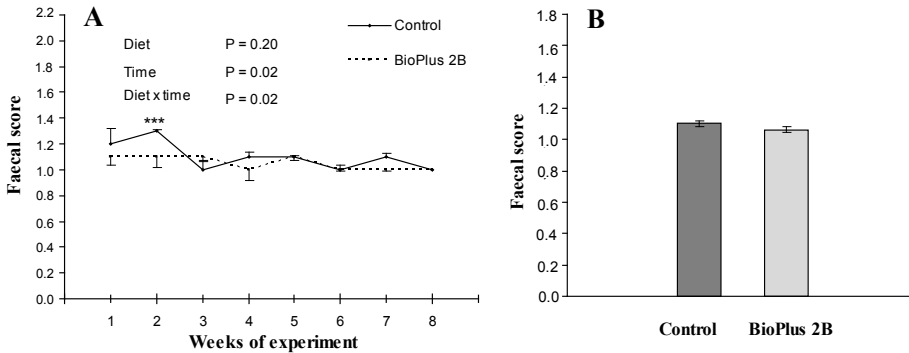 A
Control
BioPlus 2B
Diet P = 0.20
Time P = 0.02
Diet x time P = 0.02
***
Faecal score
2.2
2.0
1.8
1.6
1.4
1.2
1.0
0.8
0.6
0.4
0.2
0.0
1 2 3 4 5 6 7 8
Weeks of experiment
B
Faecal score
1.8
1.6
1.4
1.2
1.0
0.8
0.6
0.4
0.2
0.0
Control BioPlus 2B